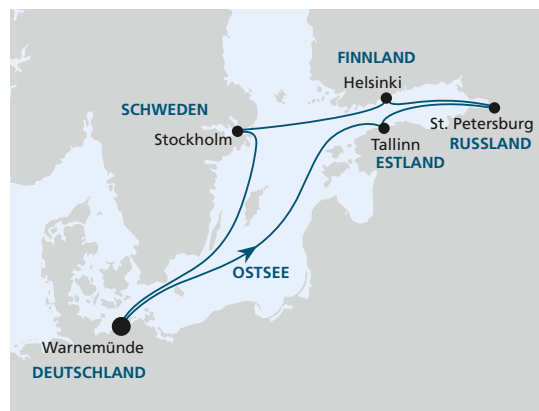 FINNLAND
Helsinki
SCHWEDEN
Stockholm
St. Petersburg
RUSSLAND
Tallinn
ESTLAND
OSTSEE
Warnemünde
DEUTSCHLAND